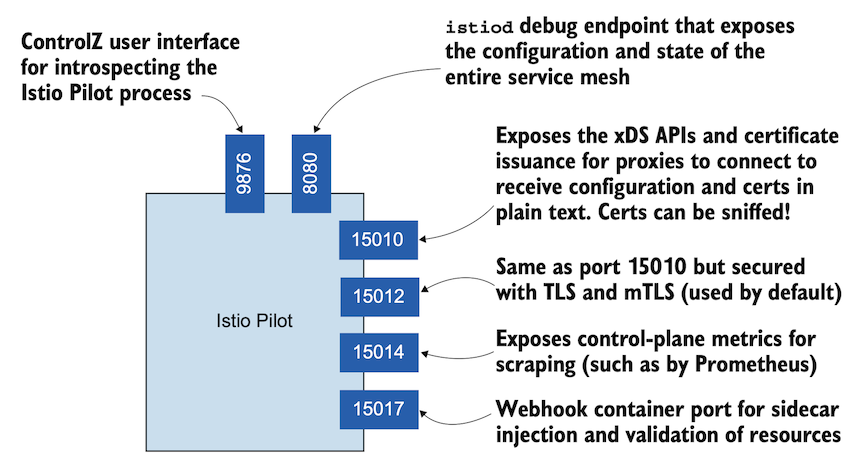 ControlZ user interface
for introspecting the
Istio Pilot process
istiod debug endpoint that exposes
the configuration and state of the
entire service mesh
9876
8080
Exposes the xDS APIs and certificate
issuance for proxies to connect to
receive configuration and certs in
plain text. Certs can be sniffed!
15010
Same as port 15010 but secured
with TLS and mTLS (used by default)
15012
Istio Pilot
Exposes control-plane metrics for
scraping (such as by Prometheus)
15014
Webhook container port for sidecar
injection and validation of resources
15017